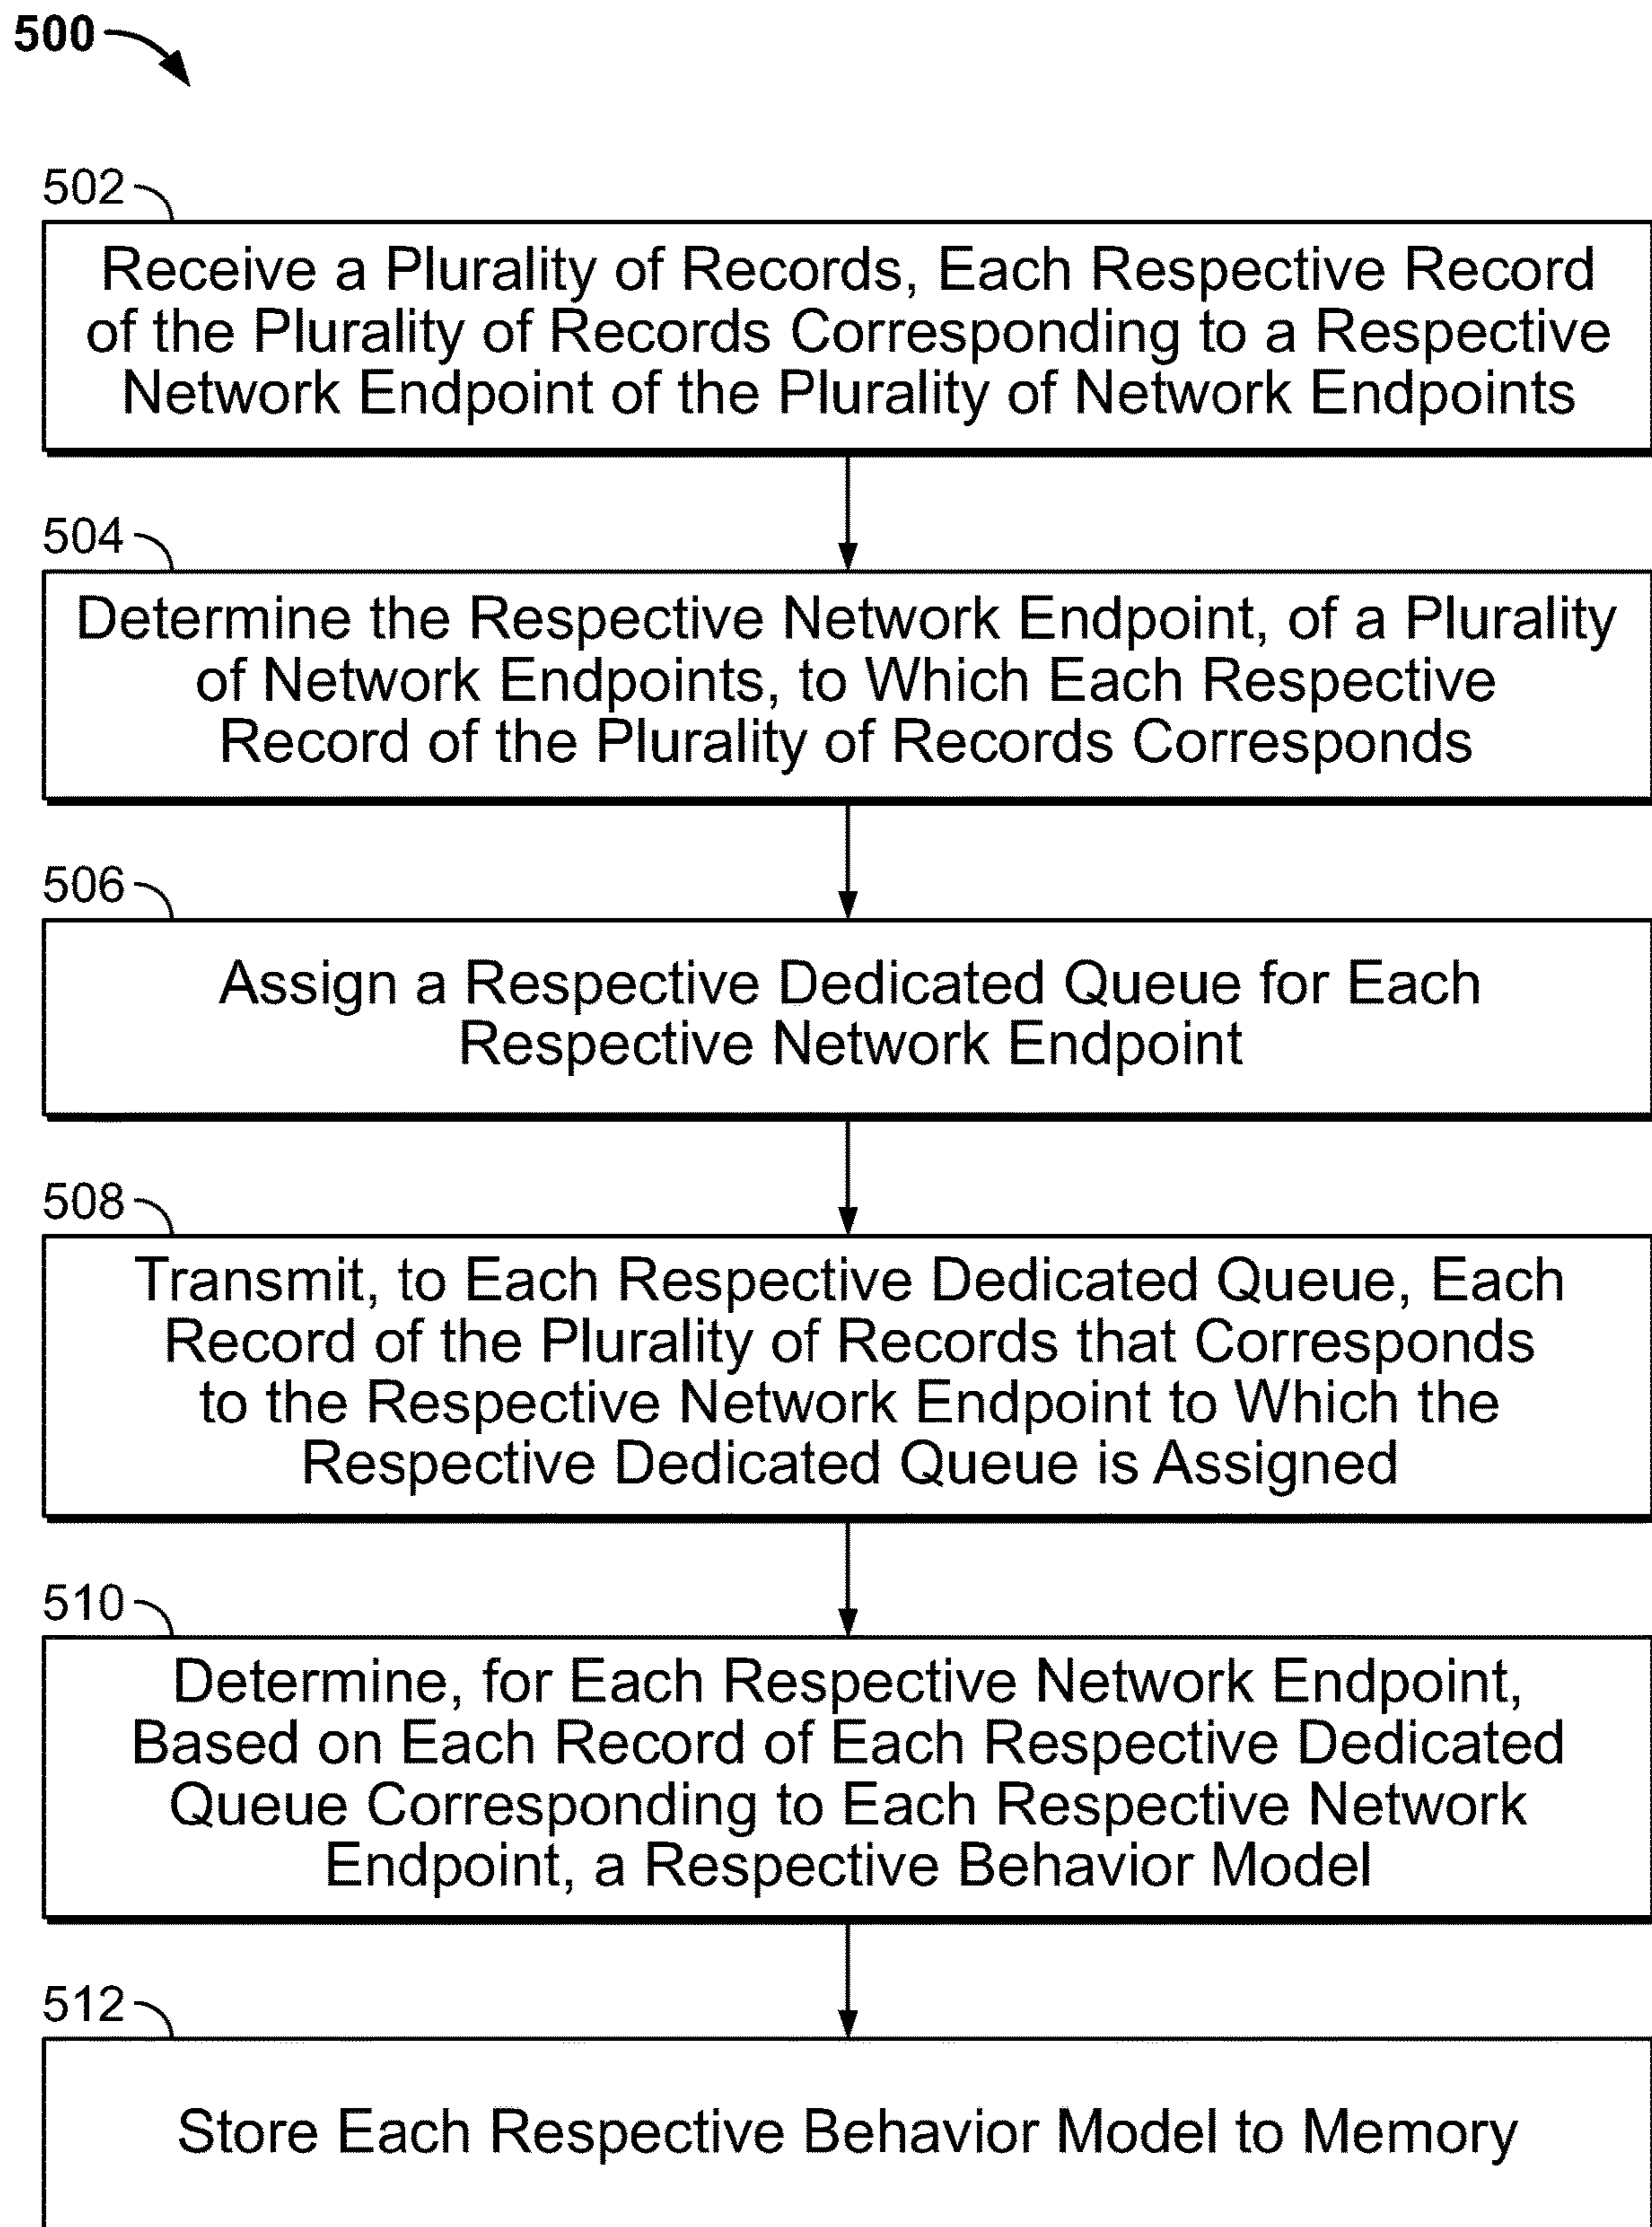 500
502
Receive a Plurality of Records, Each Respective Record
of the Plurality of Records Corresponding to a Respective
Network Endpoint of the Plurality of Network Endpoints
504
Determine the Respective Network Endpoint, of a Plurality
of Network Endpoints, to Which Each Respective
Record of the Plurality of Records Corresponds
506
Assign a Respective Dedicated Queue for Each
Respective Network Endpoint
508
Transmit, to Each Respective Dedicated Queue, Each
Record of the Plurality of Records that Corresponds
to the Respective Network Endpoint to Which the
Respective Dedicated Queue is Assigned
510
Determine, for Each Respective Network Endpoint,
Based on Each Record of Each Respective Dedicated
Queue Corresponding to Each Respective Network
Endpoint, a Respective Behavior Model
512
Store Each Respective Behavior Model to Memory